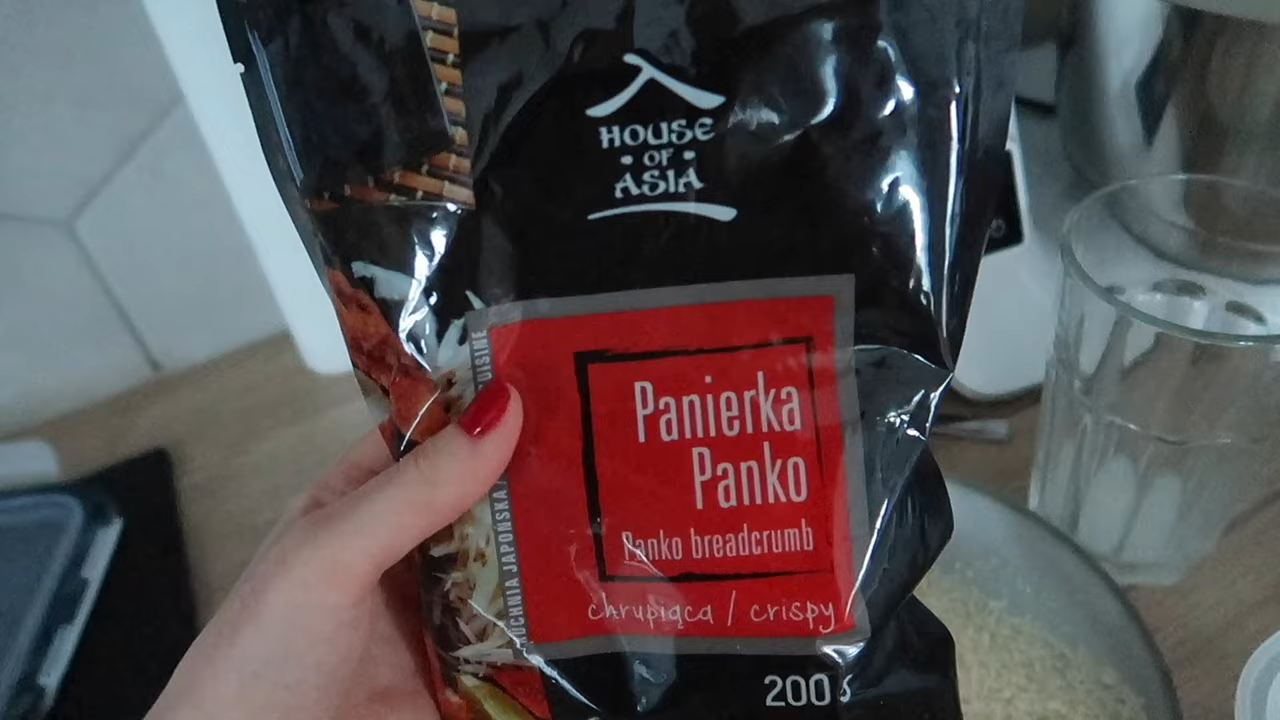 HOUSE
• OF •
ASIA
Panierka
Panko
Panko breadcrumb
chrupiąca / crispy
KUCHNIA JAPOŃSKA /
CUISINE
200 g